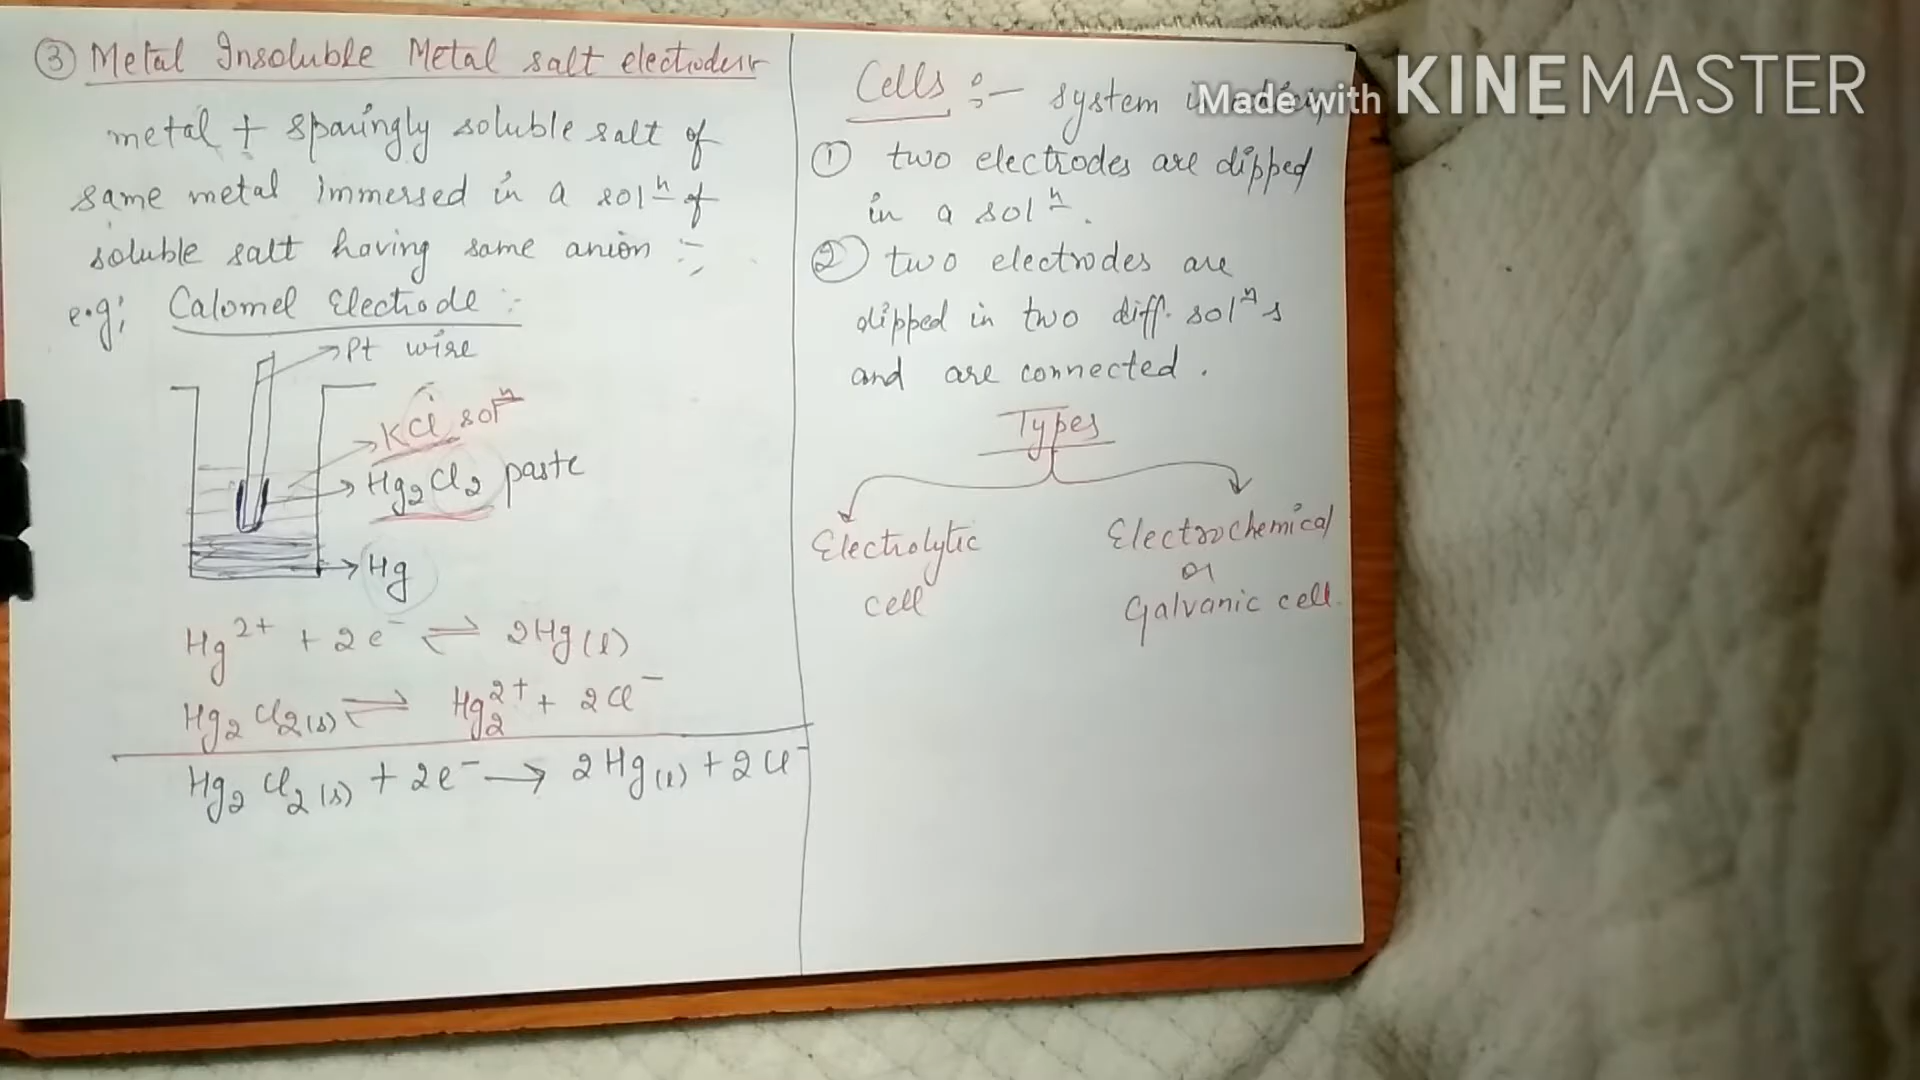 ③ Metal Insoluble Metal salt electrode:-
metal + sparingly soluble salt of
same metal immersed in a solⁿ of
soluble salt having same anion :-
e.g; Calomel Electrode :-
Pt wire
KCl solⁿ
Hg₂Cl₂ paste
Hg
Hg²⁺ + 2e⁻ ⇌ 2Hg(l)
Hg₂Cl₂(s) ⇌ Hg₂²⁺ + 2Cl⁻
Hg₂Cl₂(s) + 2e⁻ → 2Hg(l) + 2Cl⁻
Cells :- system
① two electrodes are dipped
in a solⁿ.
② two electrodes are
dipped in two diff. solⁿs
and are connected.
Types
Electrolytic
cell
Electrochemical
or
Galvanic cell.
Made with KINEMASTER